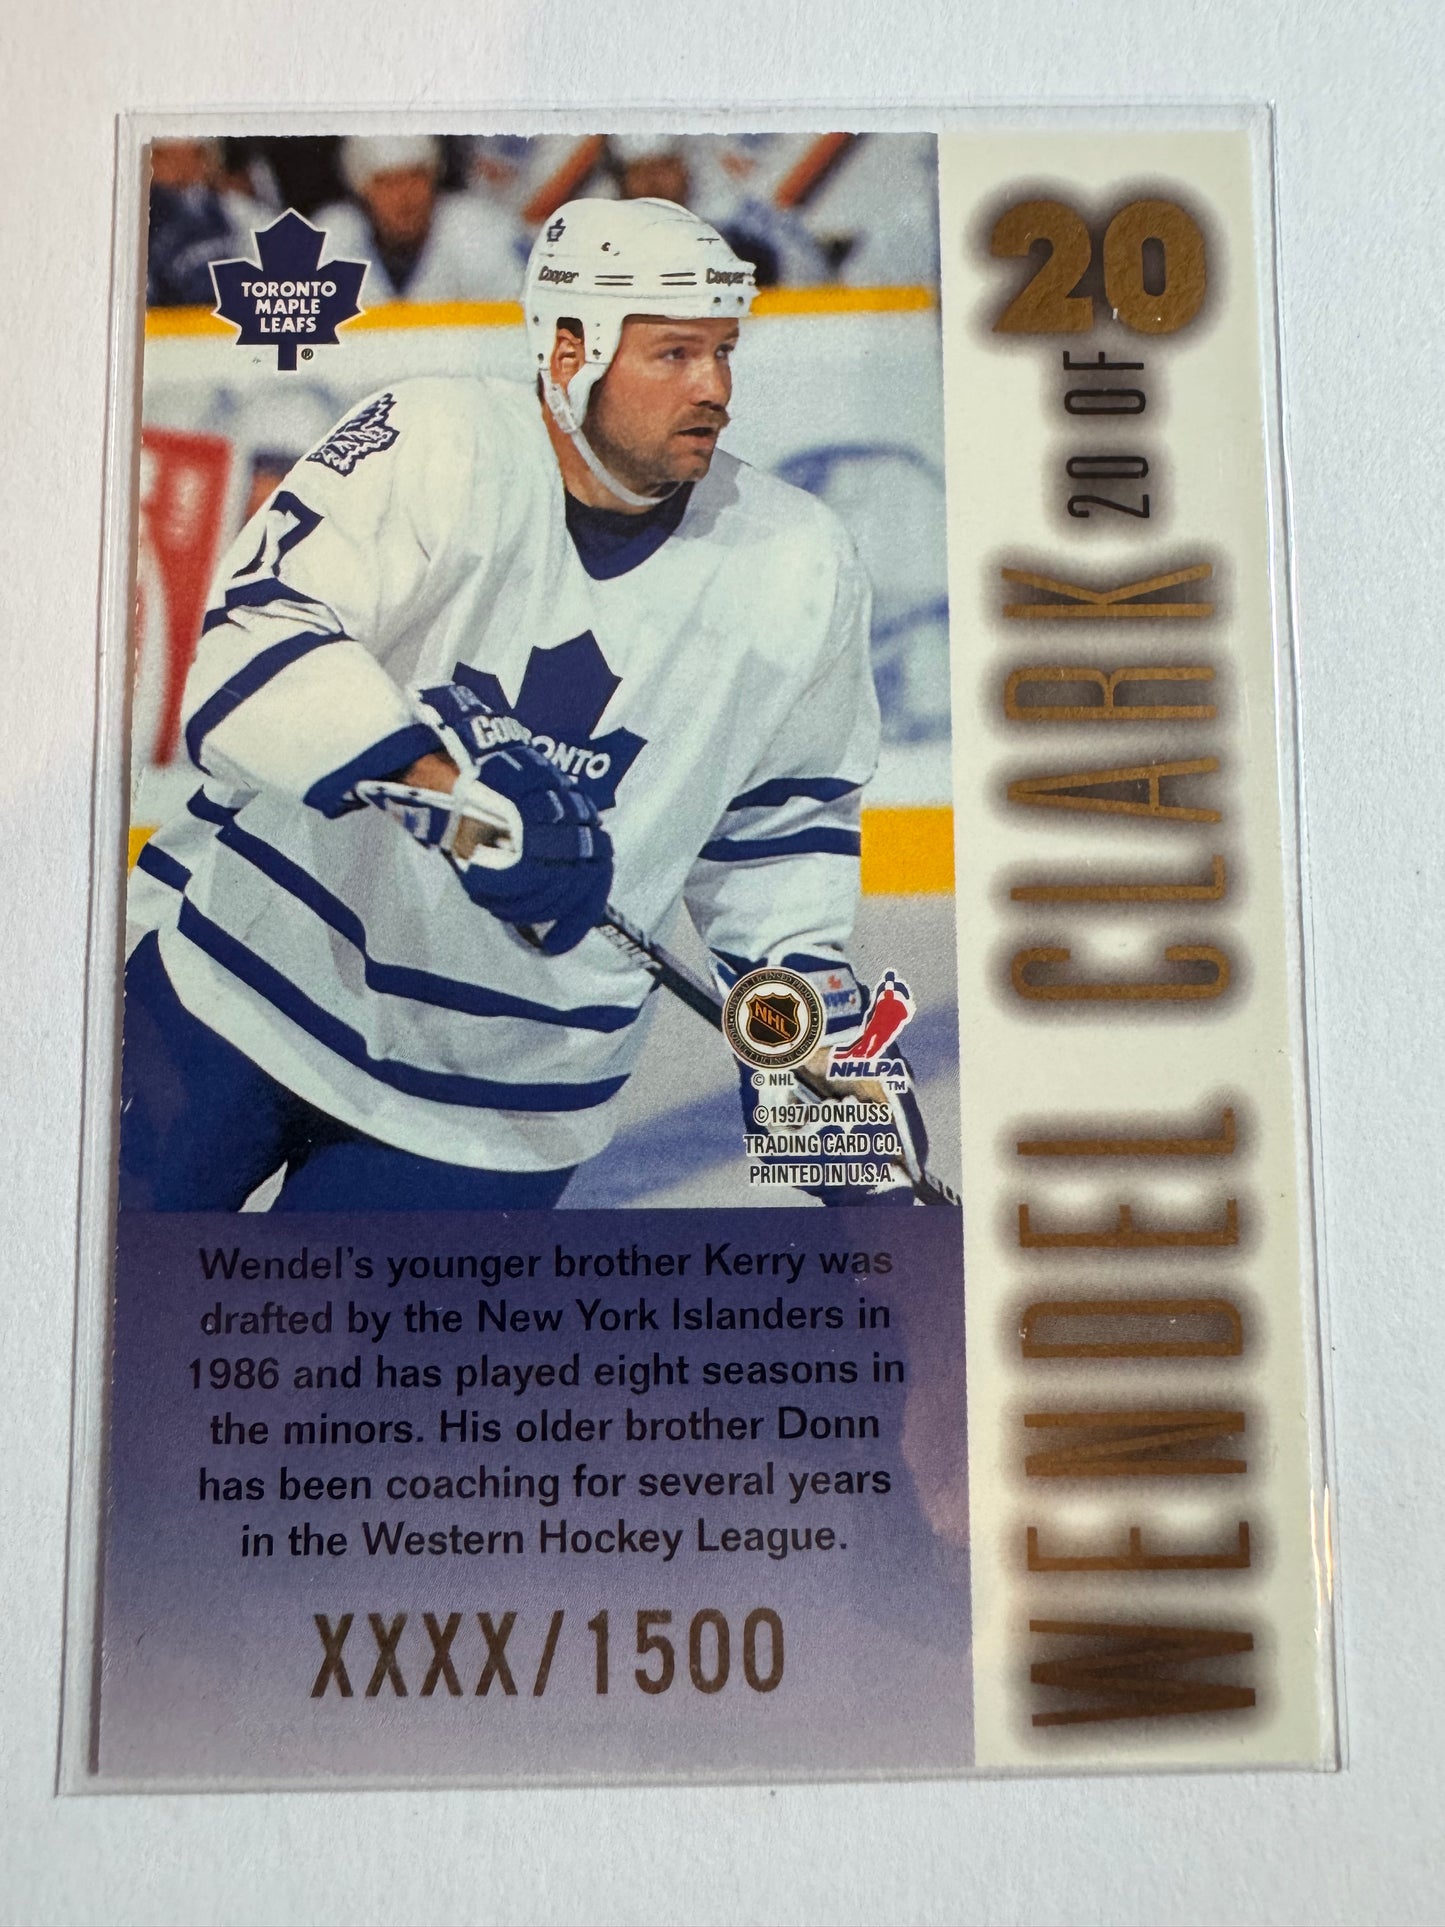 TORONTO
MAPLE
LEAFS
®
Cooper
Cooper
20
20 OF
WENDEL CLARK
7
NHL
© NHL
NHLPA
TM
©1997 DONRUSS
TRADING CARD CO.
PRINTED IN U.S.A.
Wendel's younger brother Kerry was
drafted by the New York Islanders in
1986 and has played eight seasons in
the minors. His older brother Donn
has been coaching for several years
in the Western Hockey League.
XXXX/1500